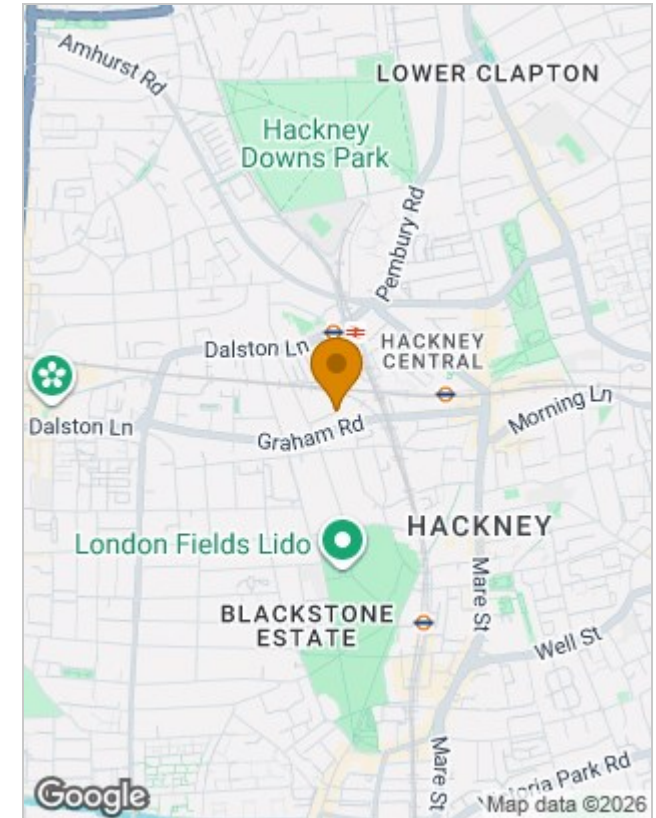 Amhurst Rd
LOWER CLAPTON
Hackney
Downs Park
Pembury Rd
Dalston Ln
HACKNEY
CENTRAL
Morning Ln
Dalston Ln
Graham Rd
London Fields Lido
HACKNEY
BLACKSTONE
ESTATE
Mare St
Well St
Mare St
Victoria Park Rd
Google
Map data ©2026